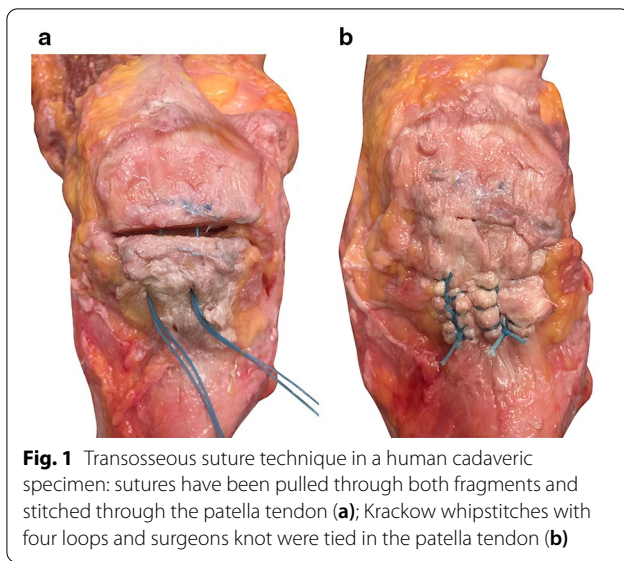 a
b
Fig. 1 Transosseous suture technique in a human cadaveric
specimen: sutures have been pulled through both fragments and
stitched through the patella tendon (a); Krackow whipstitches with
four loops and surgeons knot were tied in the patella tendon (b)